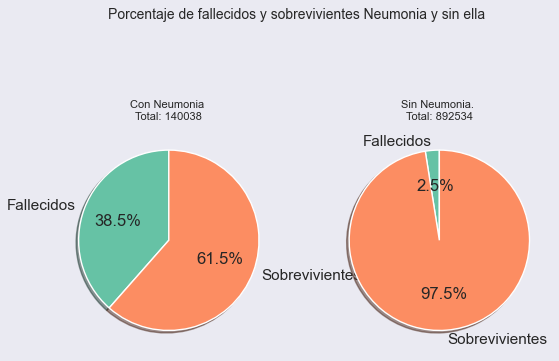 Porcentaje de fallecidos y sobrevivientes Neumonia y sin ella
Con Neumonia
Total: 140038
Fallecidos
38.5%
61.5%
Sobrevivientes
Sin Neumonia.
Total: 892534
Fallecidos
2.5%
97.5%
Sobrevivientes